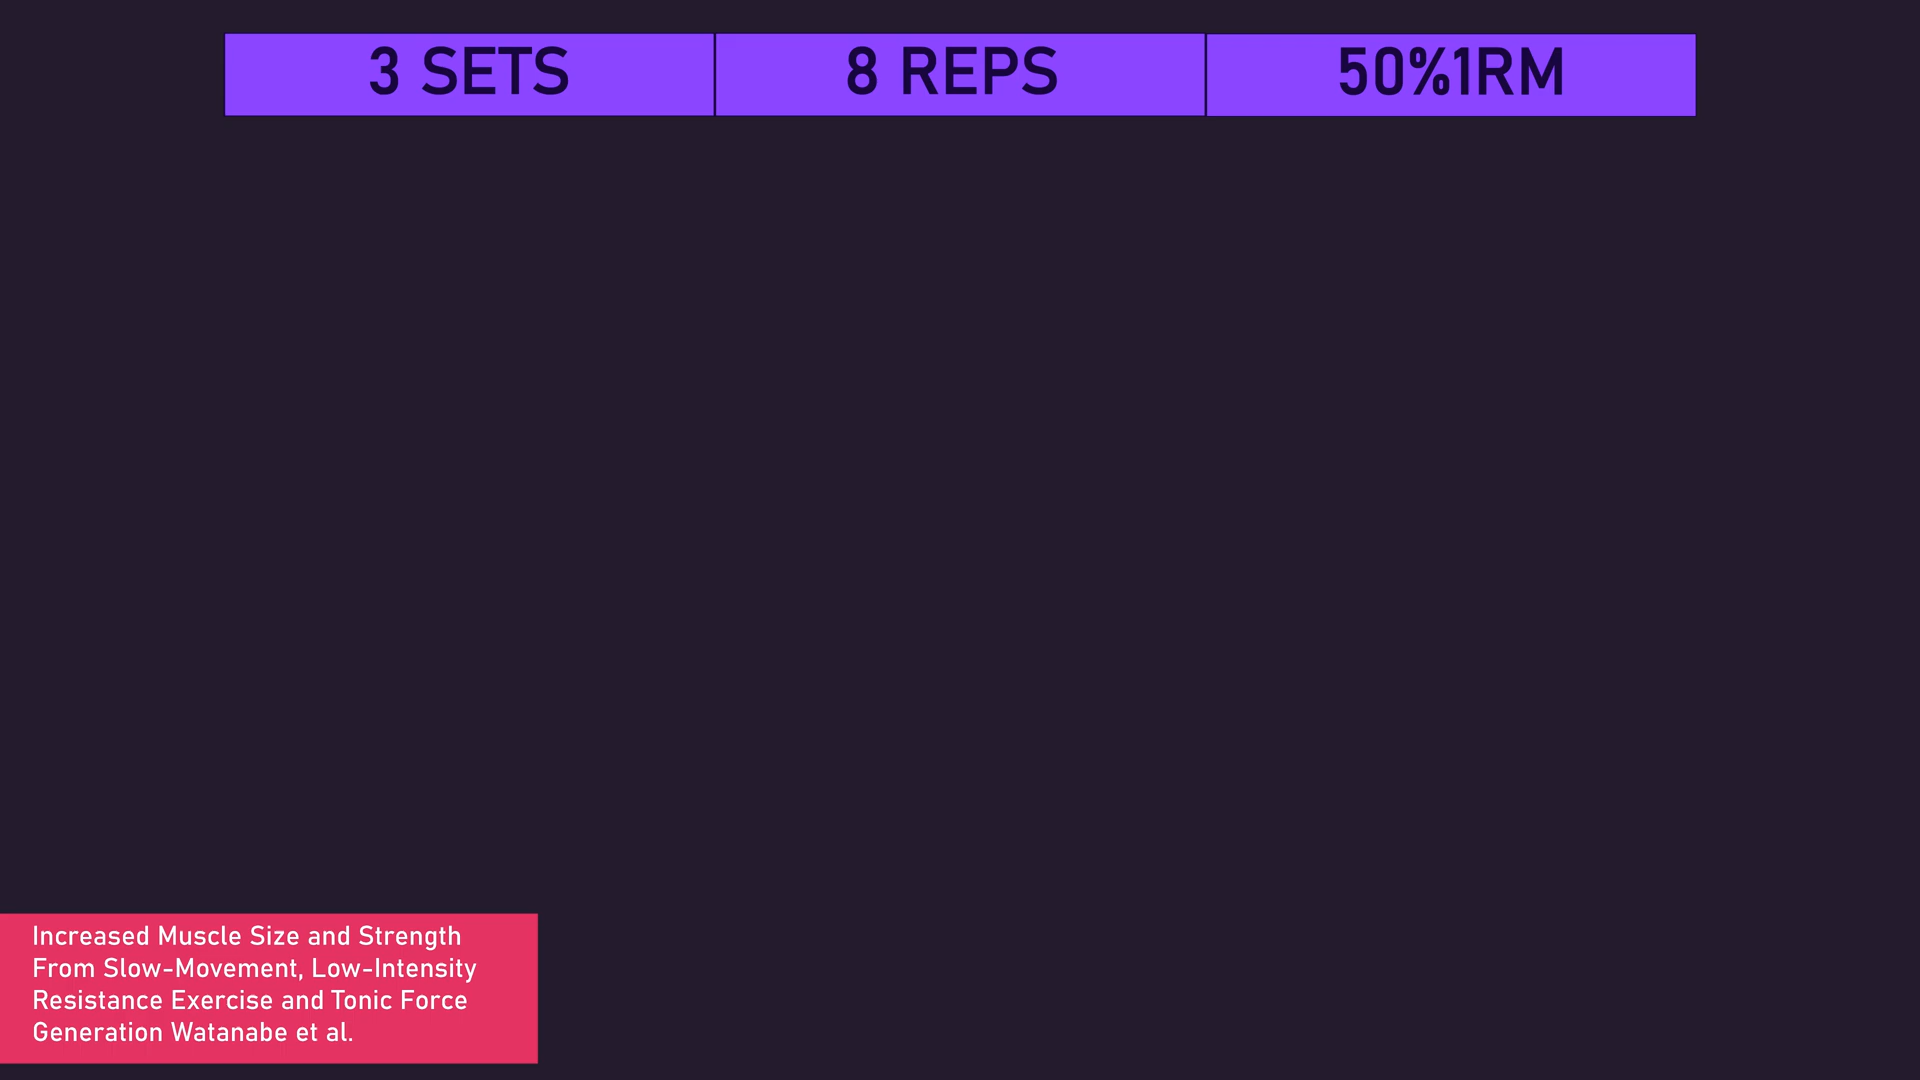 3 SETS
8 REPS
50%1RM
Increased Muscle Size and Strength
From Slow-Movement, Low-Intensity
Resistance Exercise and Tonic Force
Generation Watanabe et al.